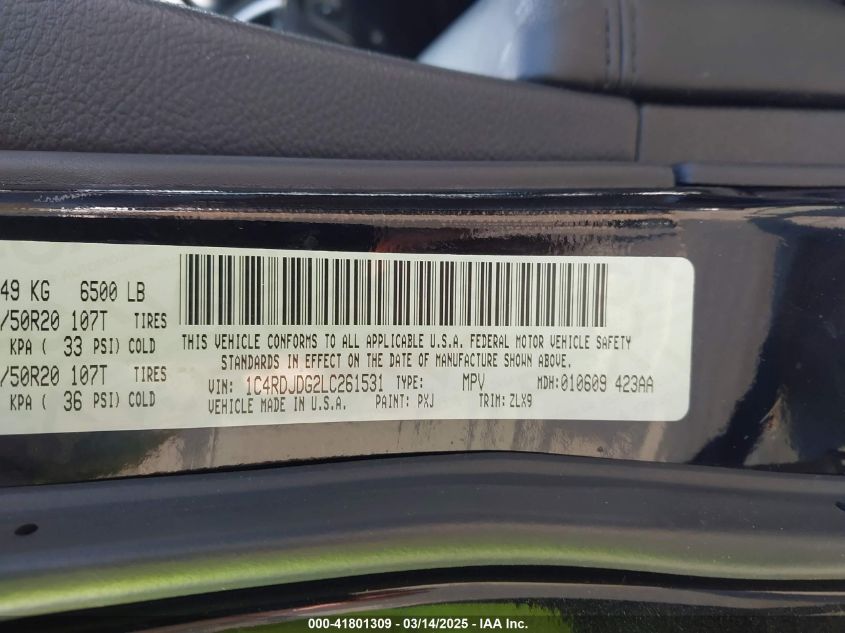 49 KG 6500 LB
/50R20 107T TIRES
KPA ( 33 PSI) COLD
/50R20 107T TIRES
KPA ( 36 PSI) COLD
THIS VEHICLE CONFORMS TO ALL APPLICABLE U.S.A. FEDERAL MOTOR VEHICLE SAFETY
STANDARDS IN EFFECT ON THE DATE OF MANUFACTURE SHOWN ABOVE.
VIN: 1C4RDJDG2LC261531 TYPE: MPV MDH:010609 423AA
VEHICLE MADE IN U.S.A. PAINT: PXJ TRIM: ZLX9
000-41801309 - 03/14/2025 - IAA Inc.